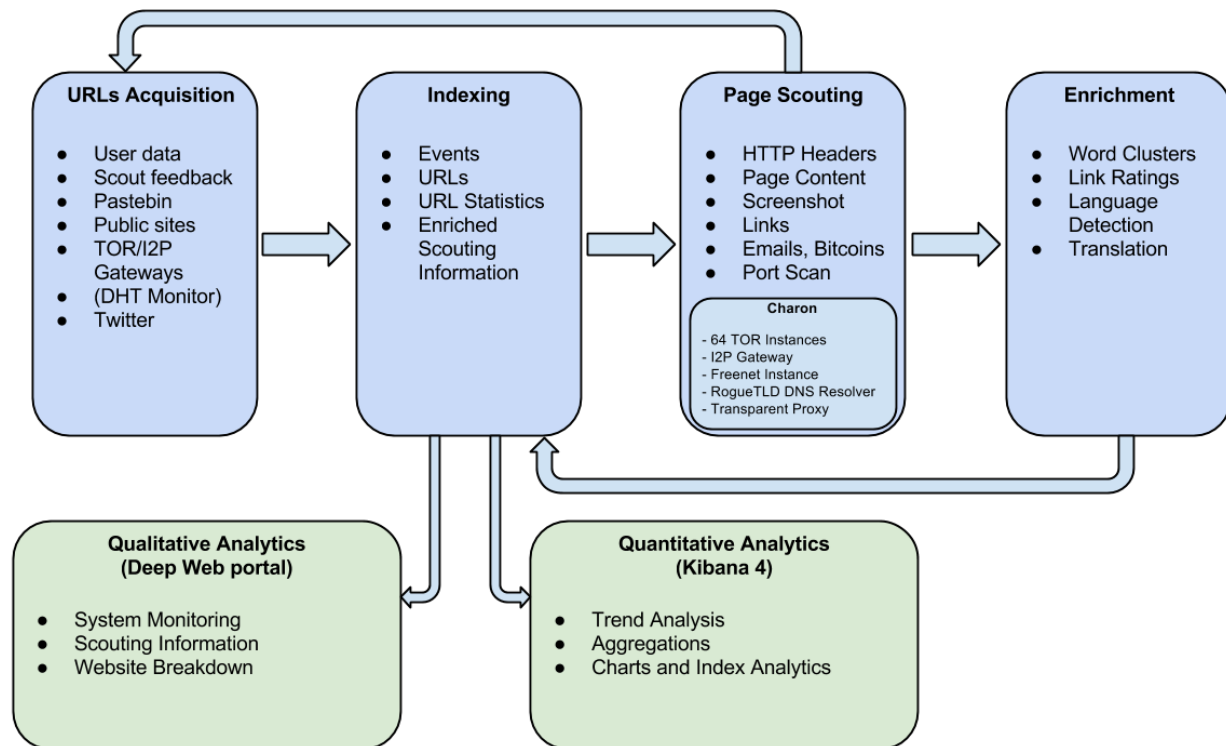 URLs Acquisition
● User data
● Scout feedback
● Pastebin
● Public sites
● TOR/I2P
Gateways
● (DHT Monitor)
● Twitter
Indexing
● Events
● URLs
● URL Statistics
● Enriched
Scouting
Information
Page Scouting
● HTTP Headers
● Page Content
● Screenshot
● Links
● Emails, Bitcoins
● Port Scan
Charon
- 64 TOR Instances
- I2P Gateway
- Freenet Instance
- RogueTLD DNS Resolver
- Transparent Proxy
Enrichment
● Word Clusters
● Link Ratings
● Language
Detection
● Translation
Qualitative Analytics
(Deep Web portal)
● System Monitoring
● Scouting Information
● Website Breakdown
Quantitative Analytics
(Kibana 4)
● Trend Analysis
● Aggregations
● Charts and Index Analytics